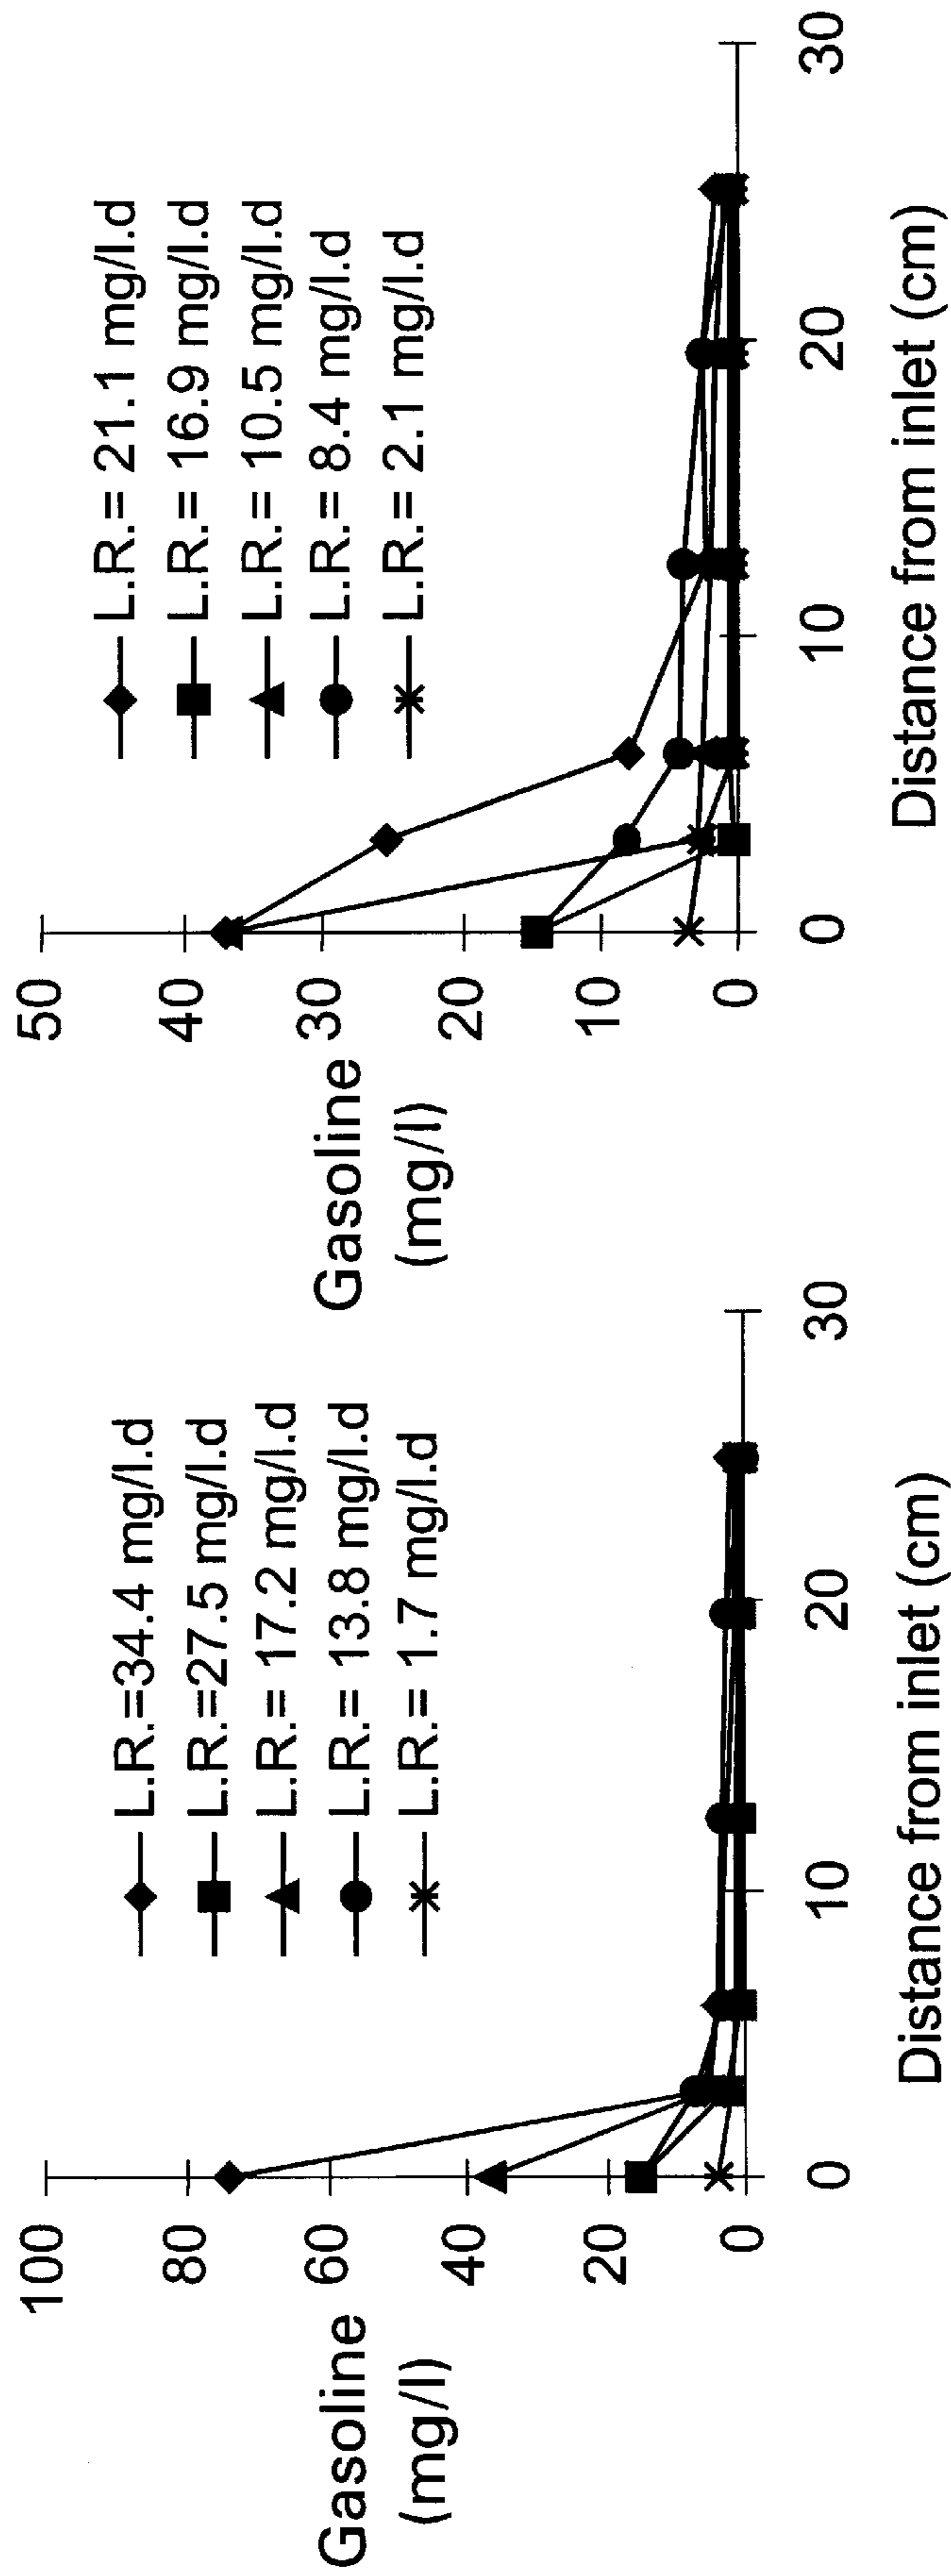 100
80
60
40
20
0
Gasoline
(mg/l)
L.R.=34.4 mg/l.d
L.R.=27.5 mg/l.d
L.R.= 17.2 mg/l.d
L.R.= 13.8 mg/l.d
L.R.= 1.7 mg/l.d
0
10
20
30
Distance from inlet (cm)
50
40
30
20
10
0
Gasoline
(mg/l)
L.R.= 21.1 mg/l.d
L.R.= 16.9 mg/l.d
L.R.= 10.5 mg/l.d
L.R.= 8.4 mg/l.d
L.R.= 2.1 mg/l.d
0
10
20
30
Distance from inlet (cm)